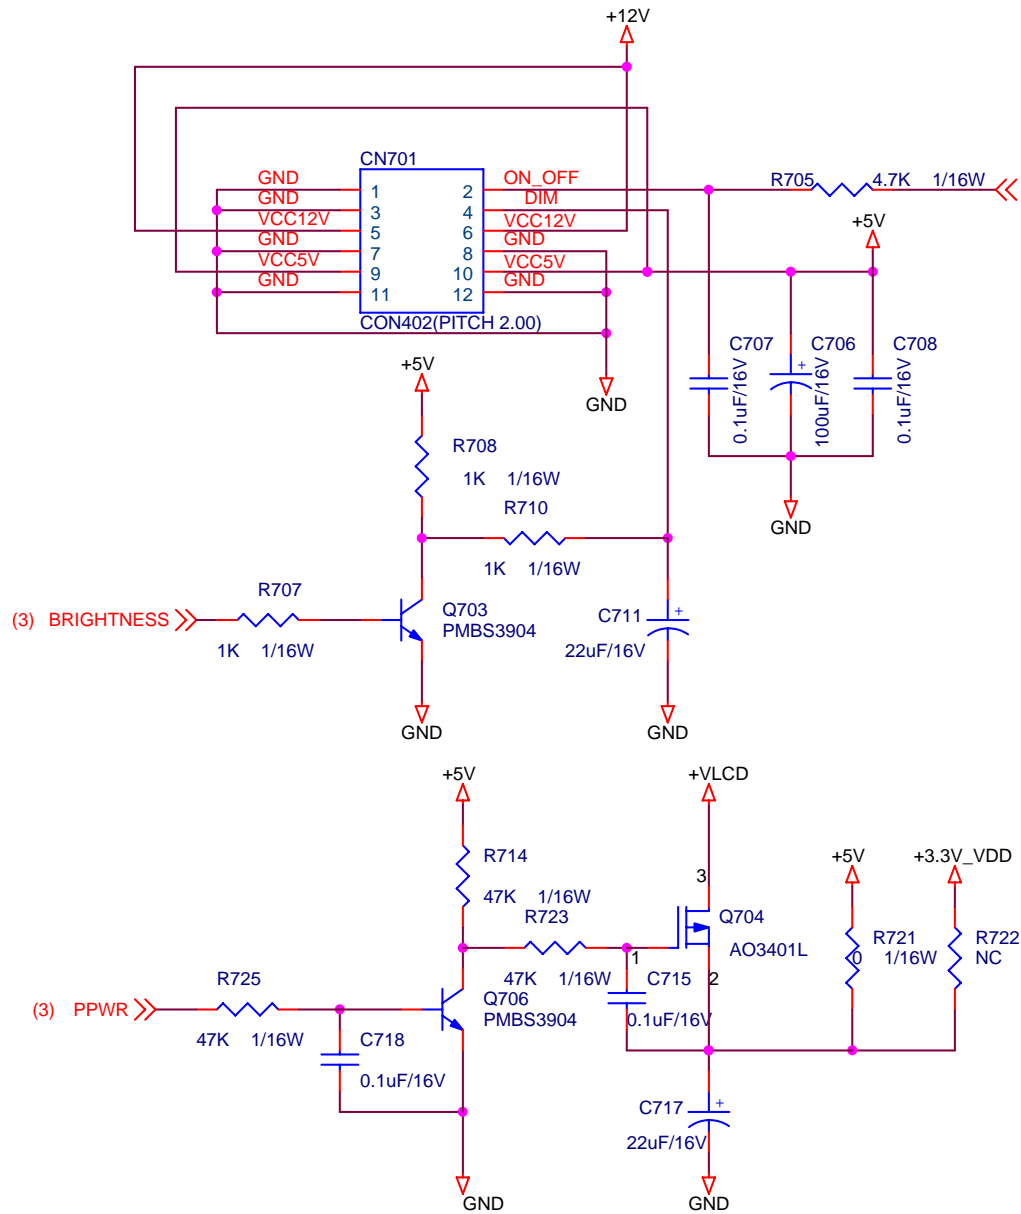 +12V
CN701
GND 1 2 ON_OFF
GND 3 4 DIM
VCC12V 5 6 VCC12V
GND 7 8 GND
VCC5V 9 10 VCC5V
GND 11 12 GND
CON402(PITCH 2.00)
R705 4.7K 1/16W
+5V
GND
C707
0.1uF/16V
C706
+
100uF/16V
C708
0.1uF/16V
GND
+5V
R708
1K 1/16W
R710
1K 1/16W
(3) BRIGHTNESS
R707
1K 1/16W
Q703
PMBS3904
C711
+
22uF/16V
GND
GND
+5V
R714
47K 1/16W
R723
47K 1/16W
+VLCD
3
Q704
AO3401L
1
2
C715
0.1uF/16V
+5V
R721
0 1/16W
+3.3V_VDD
R722
NC
(3) PPWR
R725
47K 1/16W
C718
0.1uF/16V
Q706
PMBS3904
C717
+
22uF/16V
GND
GND